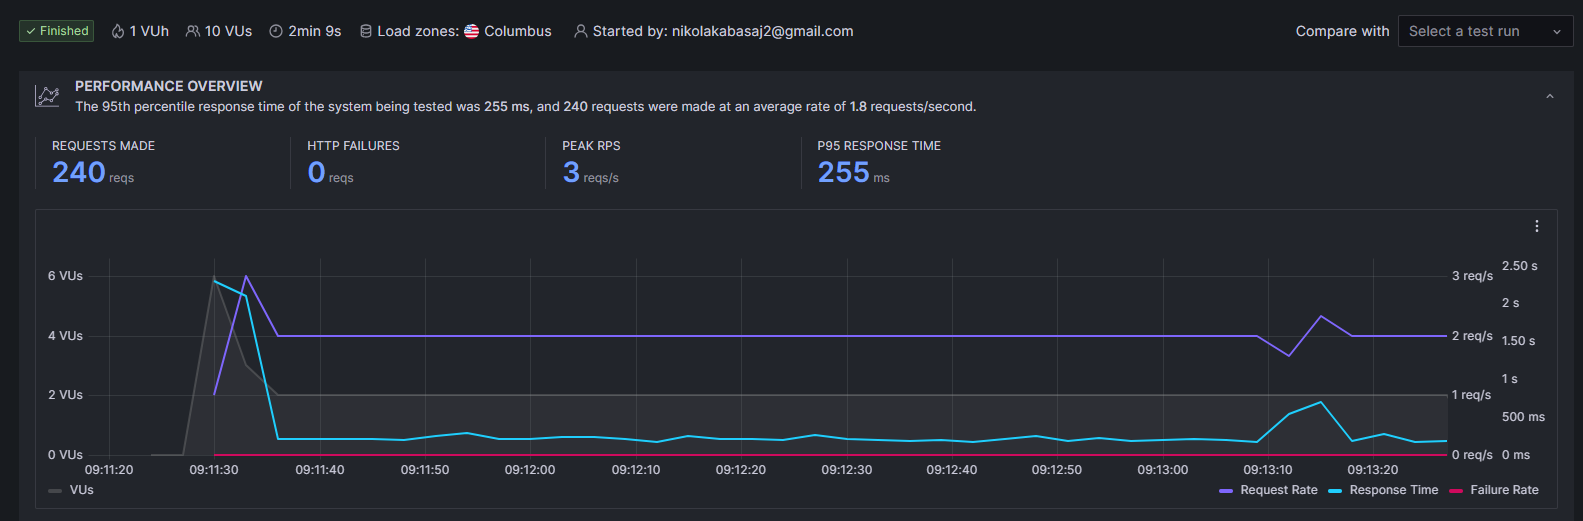 Finished 1 VUh 10 VUs 2min 9s Load zones: Columbus Started by: nikolakabasaj2@gmail.com Compare with Select a test run
PERFORMANCE OVERVIEW
The 95th percentile response time of the system being tested was 255 ms, and 240 requests were made at an average rate of 1.8 requests/second.
REQUESTS MADE HTTP FAILURES PEAK RPS P95 RESPONSE TIME
240 reqs 0 reqs 3 reqs/s 255 ms
6 VUs 3 req/s 2.50 s
2 s
4 VUs 2 req/s 1.50 s
1 s
2 VUs 1 req/s
500 ms
0 VUs 0 req/s 0 ms
09:11:20 09:11:30 09:11:40 09:11:50 09:12:00 09:12:10 09:12:20 09:12:30 09:12:40 09:12:50 09:13:00 09:13:10 09:13:20
VUs Request Rate Response Time Failure Rate